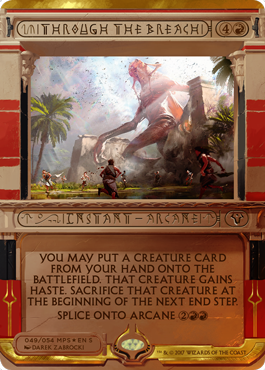 THROUGH THE BREACH 4
INSTANT – ARCANE
YOU MAY PUT A CREATURE CARD
FROM YOUR HAND ONTO THE
BATTLEFIELD. THAT CREATURE GAINS
HASTE. SACRIFICE THAT CREATURE AT
THE BEGINNING OF THE NEXT END STEP.
SPLICE ONTO ARCANE 2
049/054 MPS • EN S
DAREK ZABROCKI
™ & © 2017 WIZARDS OF THE COAST